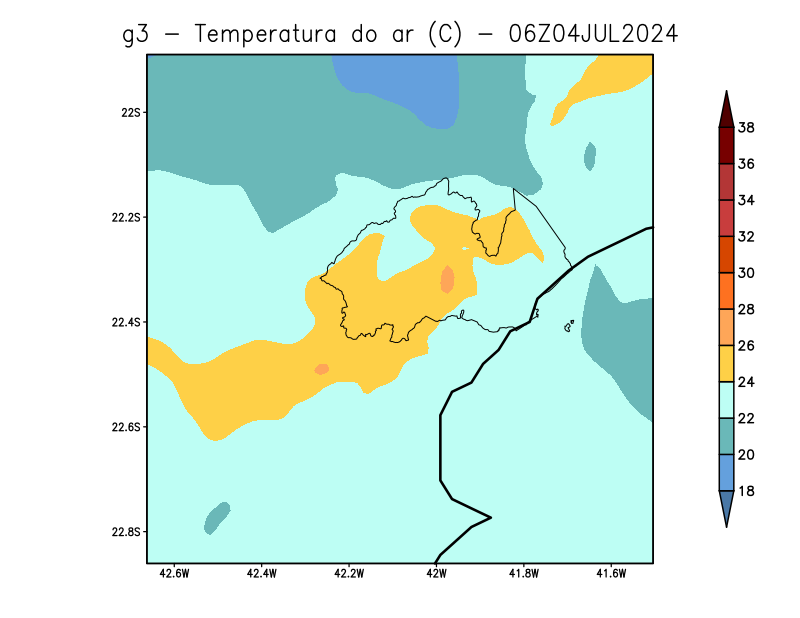 g3 - Temperatura do ar (C) - 06Z04JUL2024
22S
22.2S
22.4S
22.6S
22.8S
42.6W
42.4W
42.2W
42W
41.8W
41.6W
38
36
34
32
30
28
26
24
22
20
18